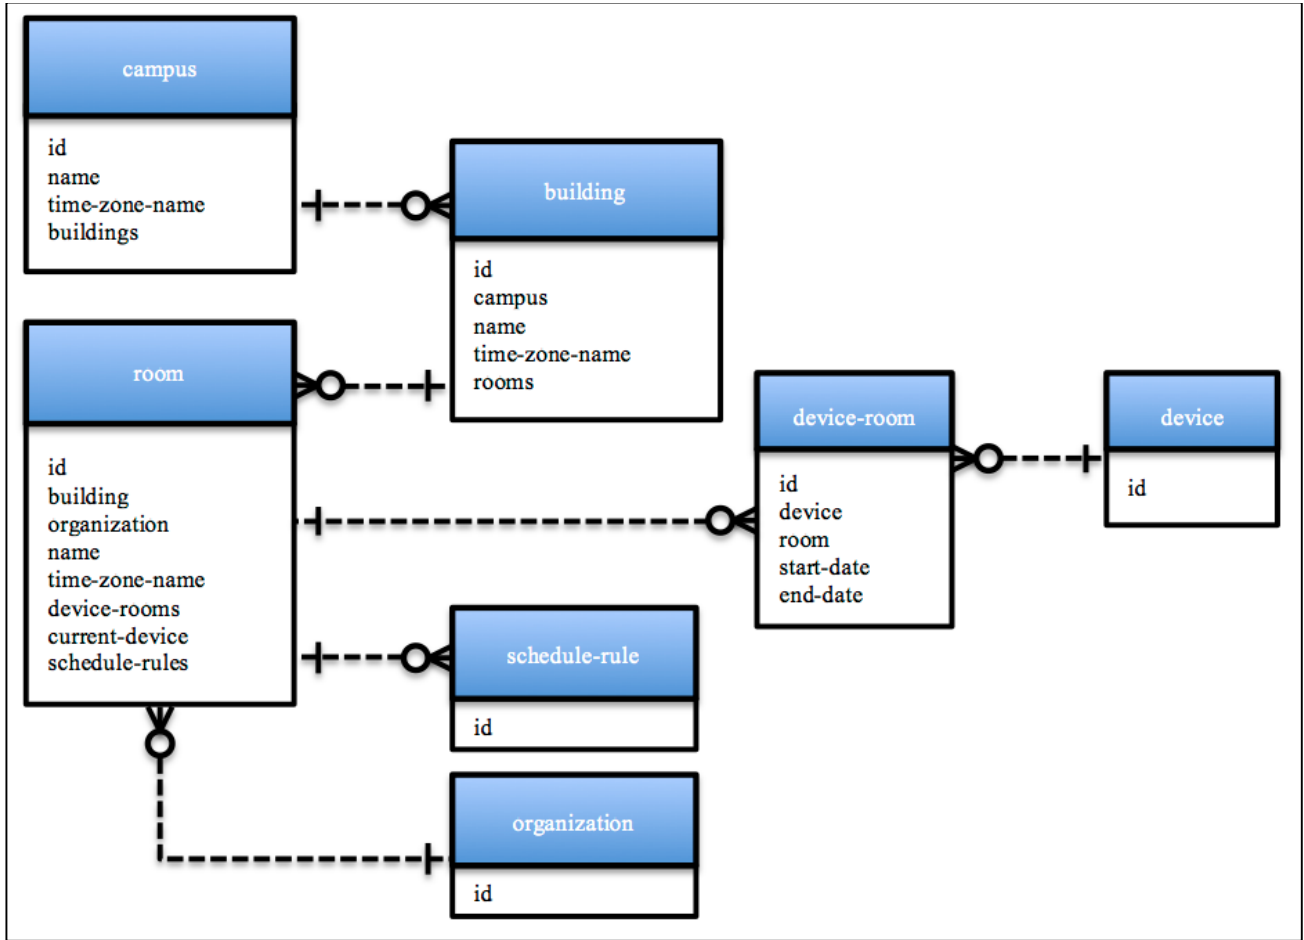 campus
id
name
time-zone-name
buildings
building
id
campus
name
time-zone-name
rooms
room
id
building
organization
name
time-zone-name
device-rooms
current-device
schedule-rules
device-room
id
device
room
start-date
end-date
device
id
schedule-rule
id
organization
id